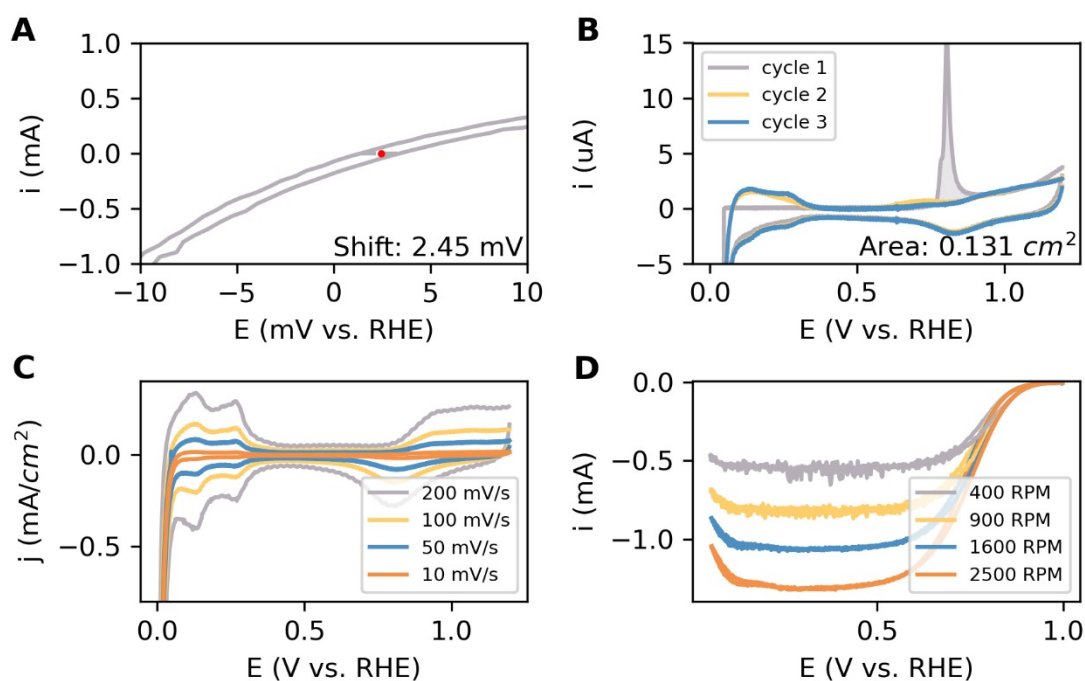 A
1.0
0.5
0.0
−0.5
−1.0
i (mA)
Shift: 2.45 mV
−10
−5
0
5
10
E (mV vs. RHE)
B
15
10
5
0
−5
i (uA)
cycle 1
cycle 2
cycle 3
Area: 0.131 cm²
0.0
0.5
1.0
E (V vs. RHE)
C
0.0
−0.5
j (mA/cm²)
200 mV/s
100 mV/s
50 mV/s
10 mV/s
0.0
0.5
1.0
E (V vs. RHE)
D
0.0
−0.5
−1.0
i (mA)
400 RPM
900 RPM
1600 RPM
2500 RPM
0.5
1.0
E (V vs. RHE)